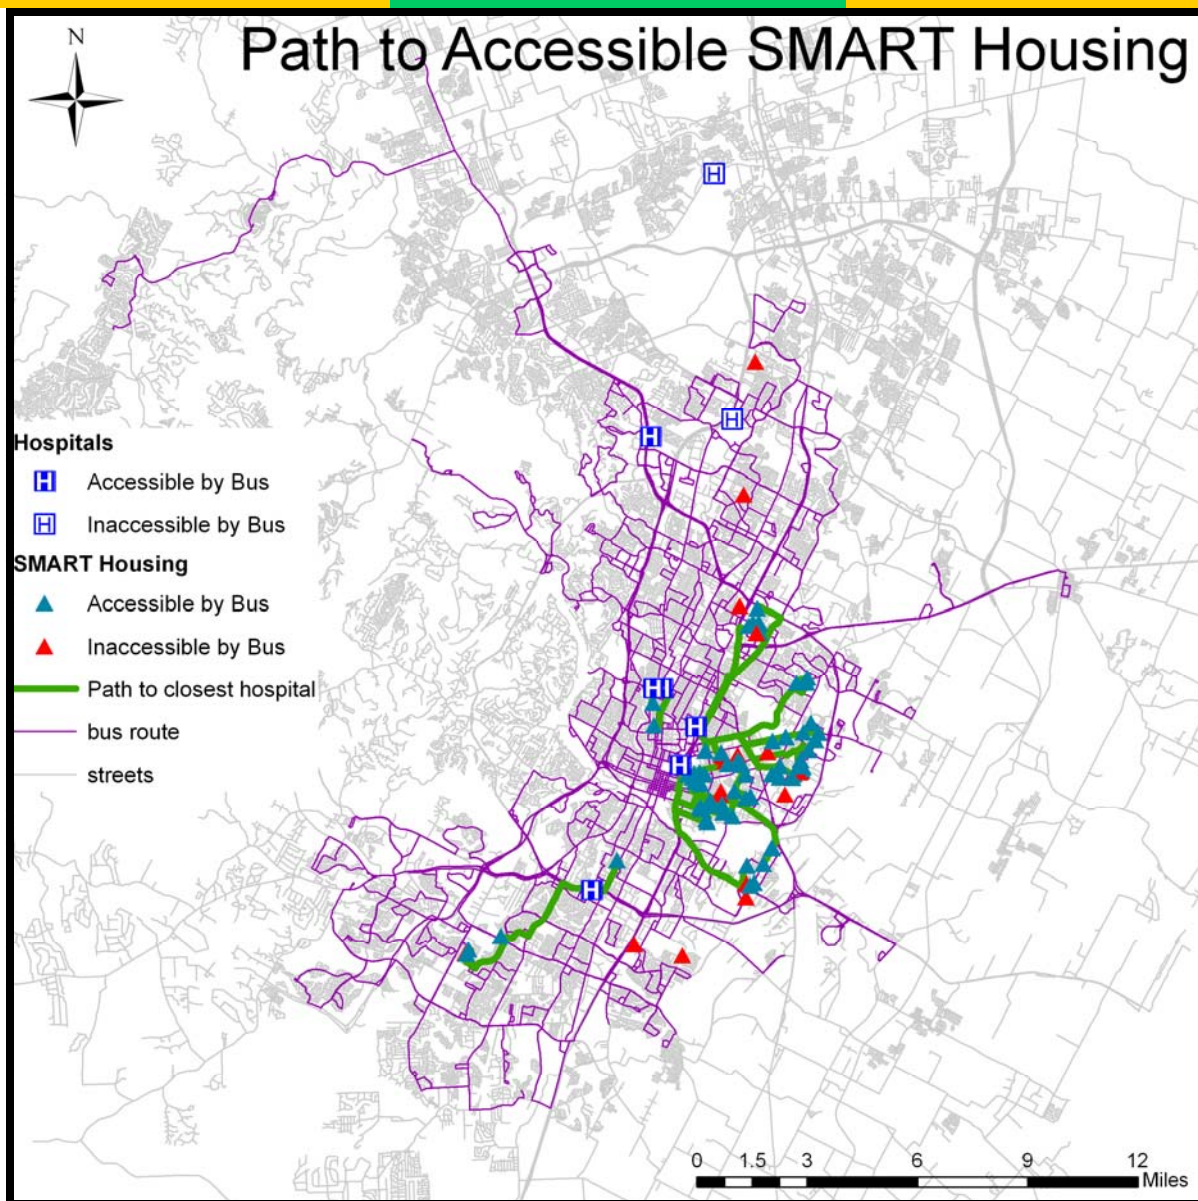 N
Path to Accessible SMART Housing
H
H
H
Hospitals
H Accessible by Bus
H Inaccessible by Bus
SMART Housing
Accessible by Bus
Inaccessible by Bus
Path to closest hospital
bus route
streets
HI
H
H
H
0 1.5 3 6 9 12
Miles